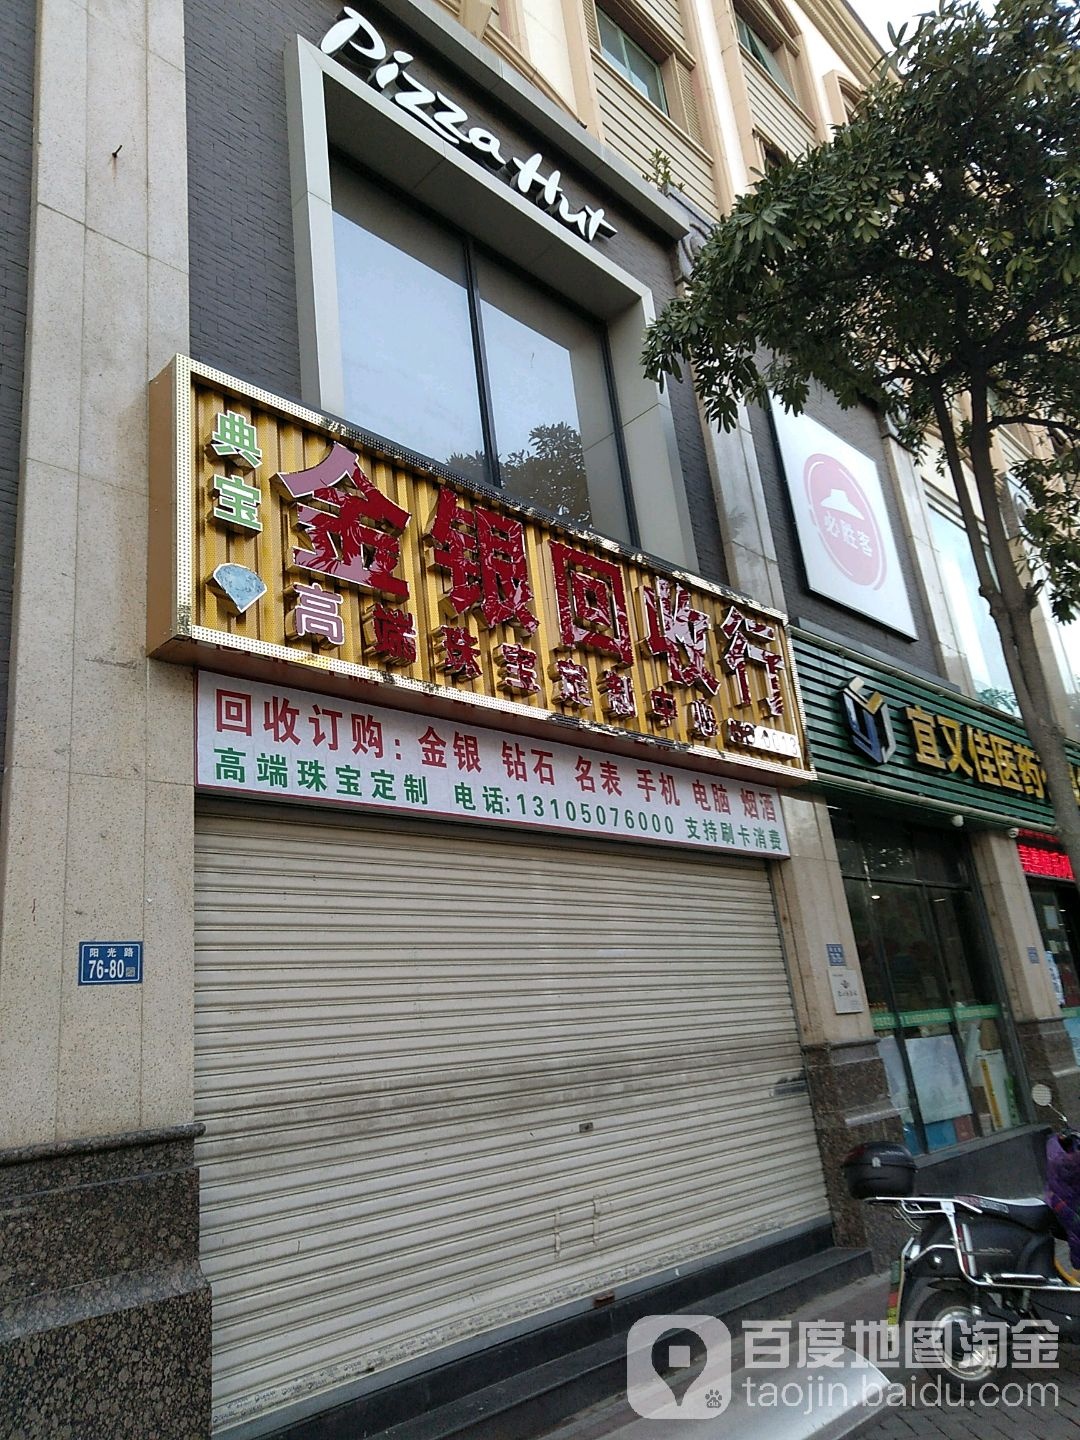 Pizza Hut
典宝
金银回收行
高端珠宝定制中心
必胜客
宜又佳医药
回收订购：金银 钻石 名表 手机 电脑 烟酒
高端珠宝定制 电话:13105076000 支持刷卡消费
阳光路
76-80
百度地图淘金
taojin.baidu.com